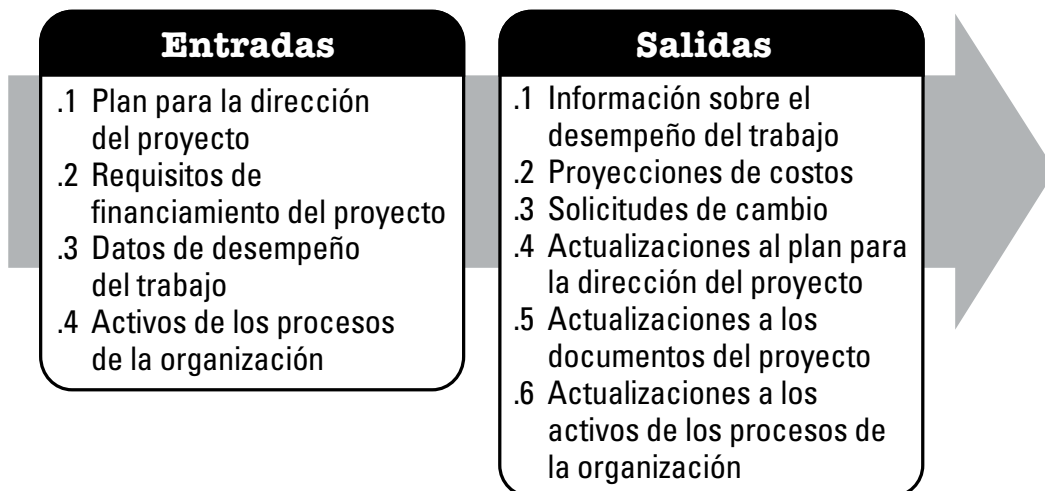 Entradas
.1 Plan para la dirección
del proyecto
.2 Requisitos de
financiamiento del proyecto
.3 Datos de desempeño
del trabajo
.4 Activos de los procesos
de la organización
Salidas
.1 Información sobre el
desempeño del trabajo
.2 Proyecciones de costos
.3 Solicitudes de cambio
.4 Actualizaciones al plan para
la dirección del proyecto
.5 Actualizaciones a los
documentos del proyecto
.6 Actualizaciones a los
activos de los procesos de
la organización